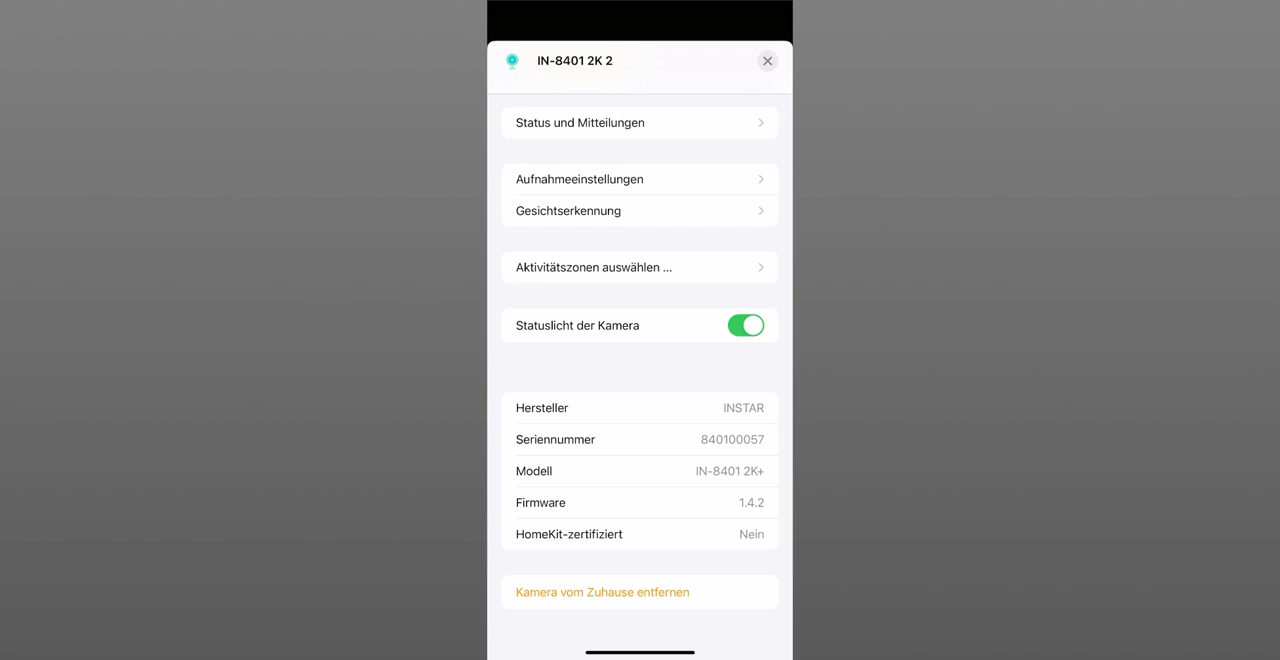 IN-8401 2K 2
Status und Mitteilungen
Aufnahmeeinstellungen
Gesichtserkennung
Aktivitätszonen auswählen ...
Statuslicht der Kamera
Hersteller INSTAR
Seriennummer 840100057
Modell IN-8401 2K+
Firmware 1.4.2
HomeKit-zertifiziert Nein
Kamera vom Zuhause entfernen